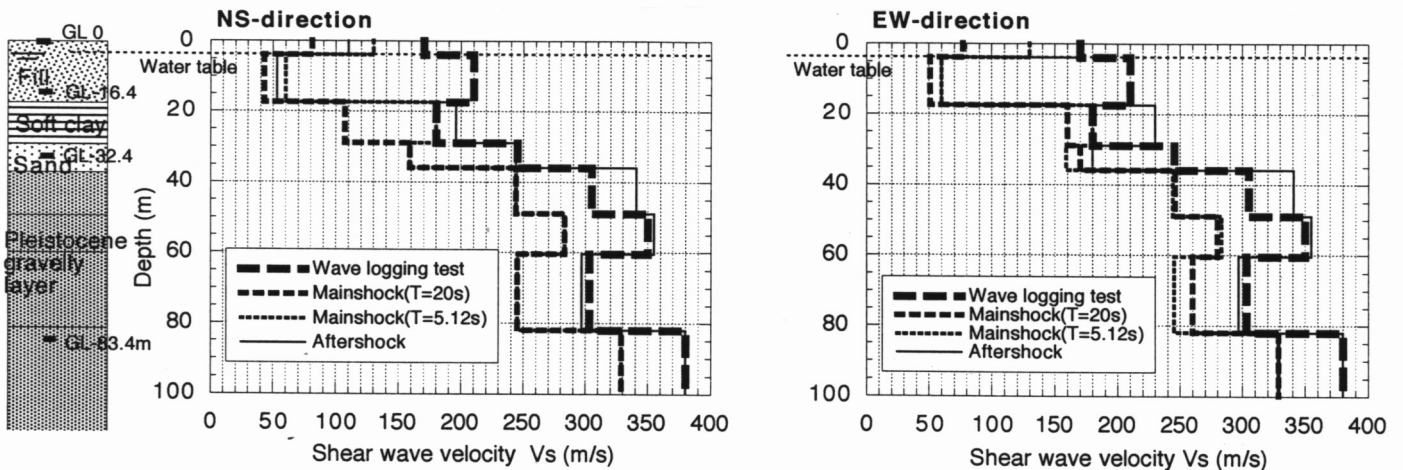 GL 0
Fill
GL-16.4
Soft clay
GL-32.4
Sand
Pleistocene
gravelly
layer
GL-83.4m
NS-direction
0
20
40
60
80
100
Depth (m)
Water table
Wave logging test
Mainshock(T=20s)
Mainshock(T=5.12s)
Aftershock
0 50 100 150 200 250 300 350 400
Shear wave velocity Vs (m/s)
EW-direction
0
20
40
60
80
100
Depth (m)
Water table
Wave logging test
Mainshock(T=20s)
Mainshock(T=5.12s)
Aftershock
0 50 100 150 200 250 300 350 400
Shear wave velocity Vs (m/s)